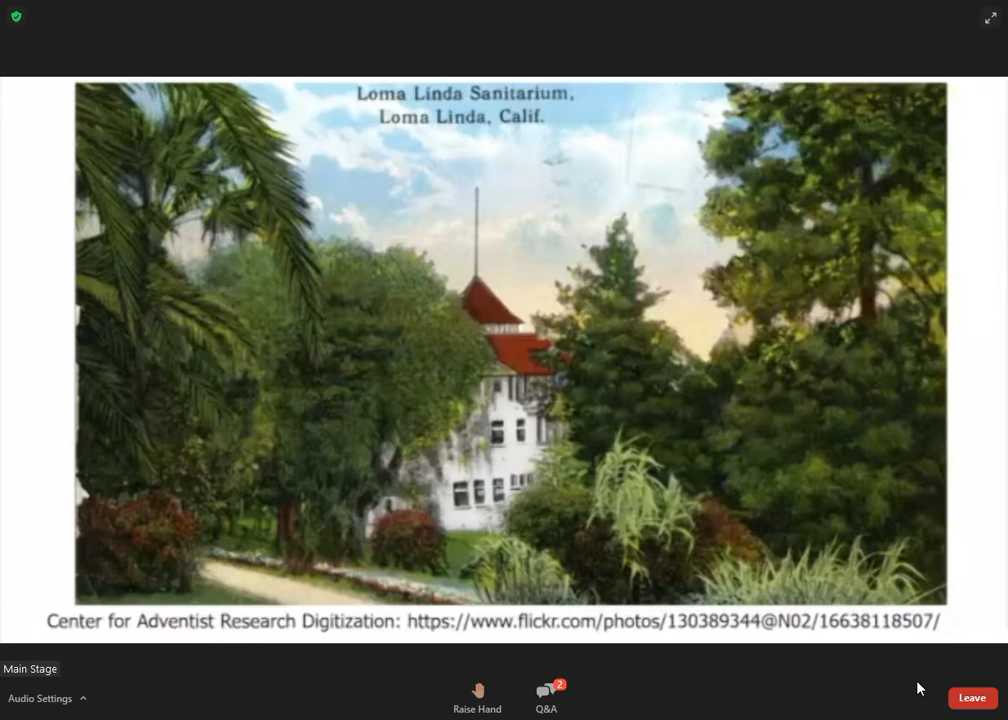 Loma Linda Sanitarium,
Loma Linda, Calif.
Center for Adventist Research Digitization: https://www.flickr.com/photos/130389344@N02/16638118507/
Main Stage
Audio Settings
Raise Hand
2
Q&A
Leave